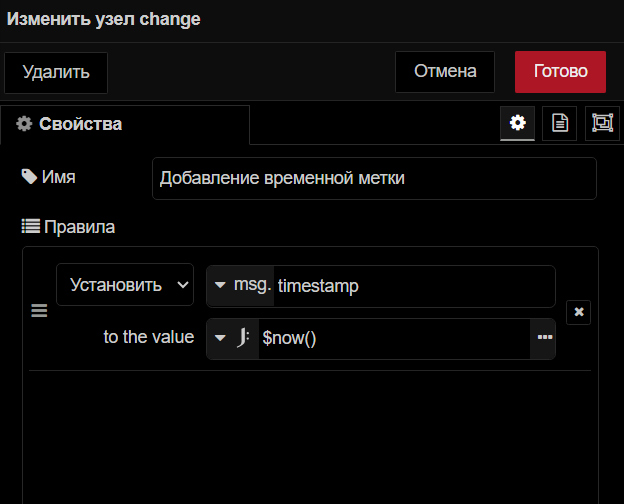 Изменить узел change
Удалить
Отмена
Готово
Свойства
Имя
Добавление временной метки
Правила
Установить
msg. timestamp
to the value
J: $now()